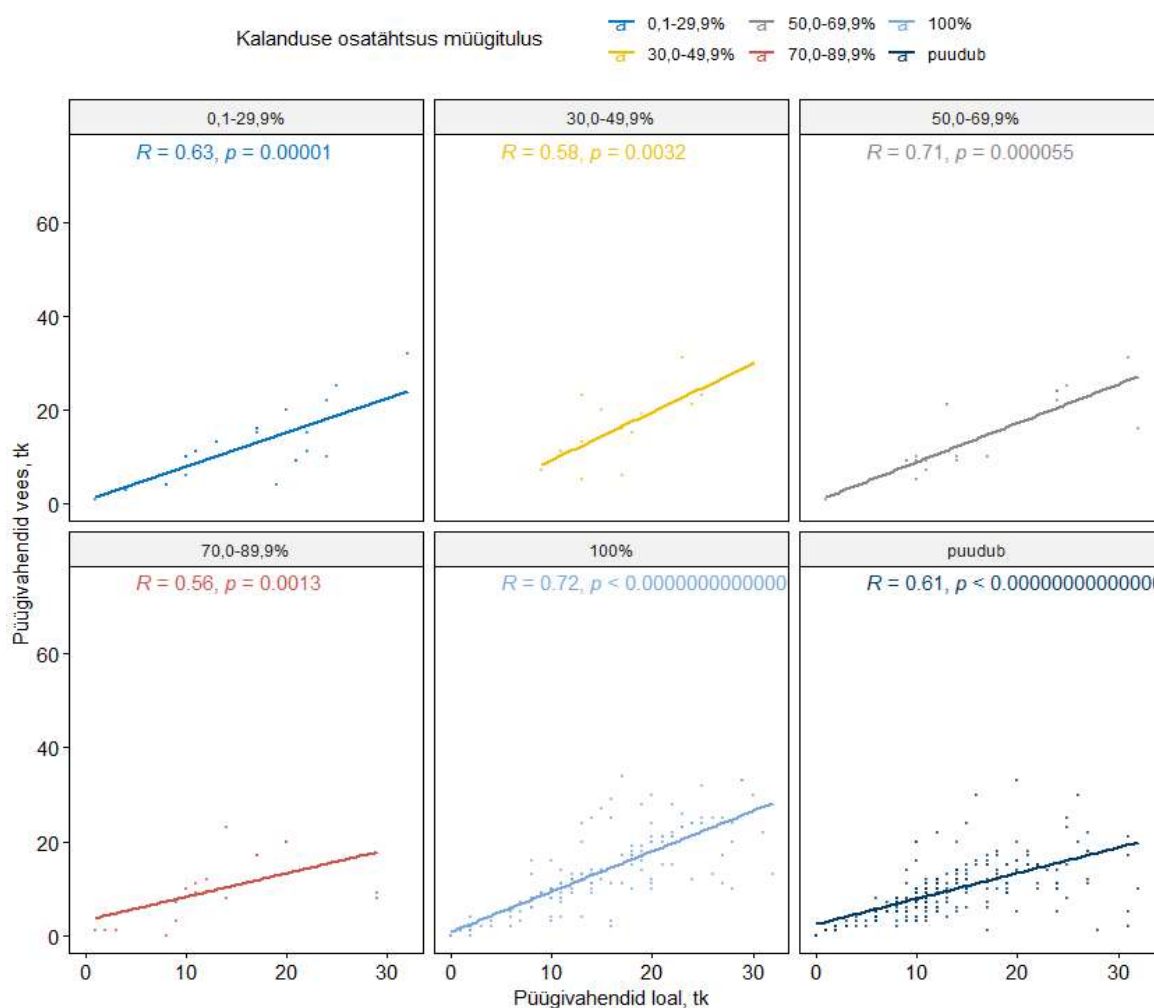 Kalanduse osatähtsus müügitulus
a 0,1-29,9% a 50,0-69,9% a 100%
a 30,0-49,9% a 70,0-89,9% a puudub
0,1-29,9% 30,0-49,9% 50,0-69,9%
R = 0.63, p = 0.00001 R = 0.58, p = 0.0032 R = 0.71, p = 0.000055
60
40
20
0
70,0-89,9% 100% puudub
R = 0.56, p = 0.0013 R = 0.72, p < 0.0000000000000 R = 0.61, p < 0.00000000000000
60
40
20
0
0 10 20 30 0 10 20 30 0 10 20 30
Püügivahendid loal, tk
Püügivahendid vees, tk